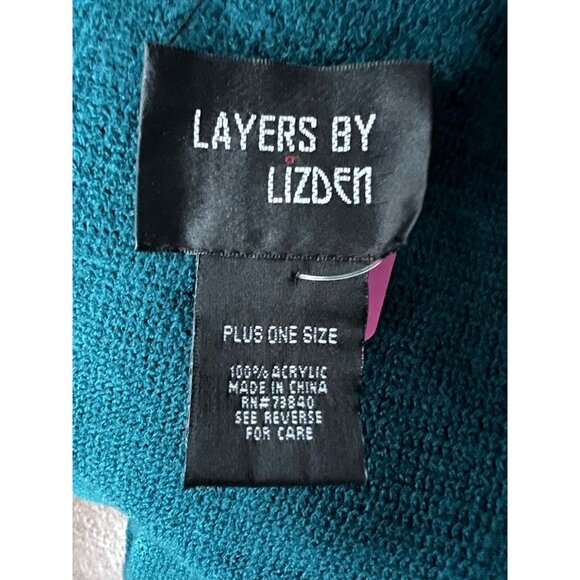 LAYERS BY
LIZDEN
PLUS ONE SIZE
100% ACRYLIC
MADE IN CHINA
RN#73840
SEE REVERSE
FOR CARE